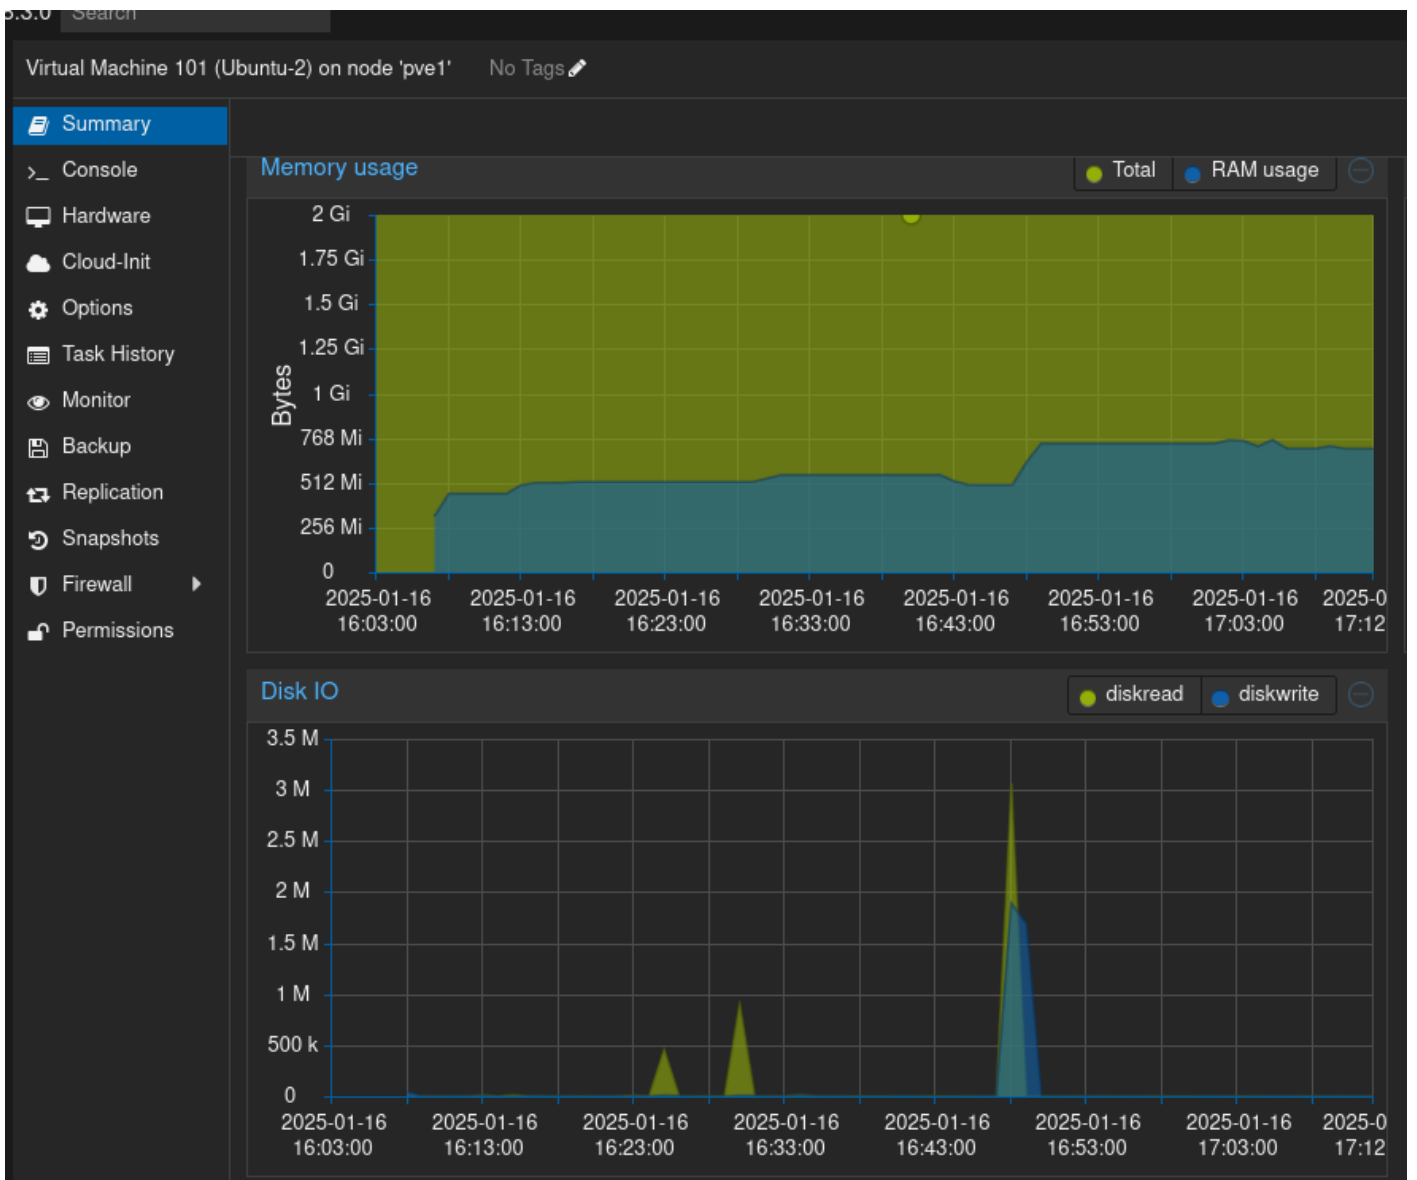 8.3.0 Search
Virtual Machine 101 (Ubuntu-2) on node 'pve1' No Tags
Summary
Console
Hardware
Cloud-Init
Options
Task History
Monitor
Backup
Replication
Snapshots
Firewall
Permissions
Memory usage Total RAM usage
Bytes
2 Gi
1.75 Gi
1.5 Gi
1.25 Gi
1 Gi
768 Mi
512 Mi
256 Mi
0
2025-01-16 2025-01-16 2025-01-16 2025-01-16 2025-01-16 2025-01-16 2025-01-16 2025-0
16:03:00 16:13:00 16:23:00 16:33:00 16:43:00 16:53:00 17:03:00 17:12
Disk IO diskread diskwrite
3.5 M
3 M
2.5 M
2 M
1.5 M
1 M
500 k
0
2025-01-16 2025-01-16 2025-01-16 2025-01-16 2025-01-16 2025-01-16 2025-01-16 2025-0
16:03:00 16:13:00 16:23:00 16:33:00 16:43:00 16:53:00 17:03:00 17:12